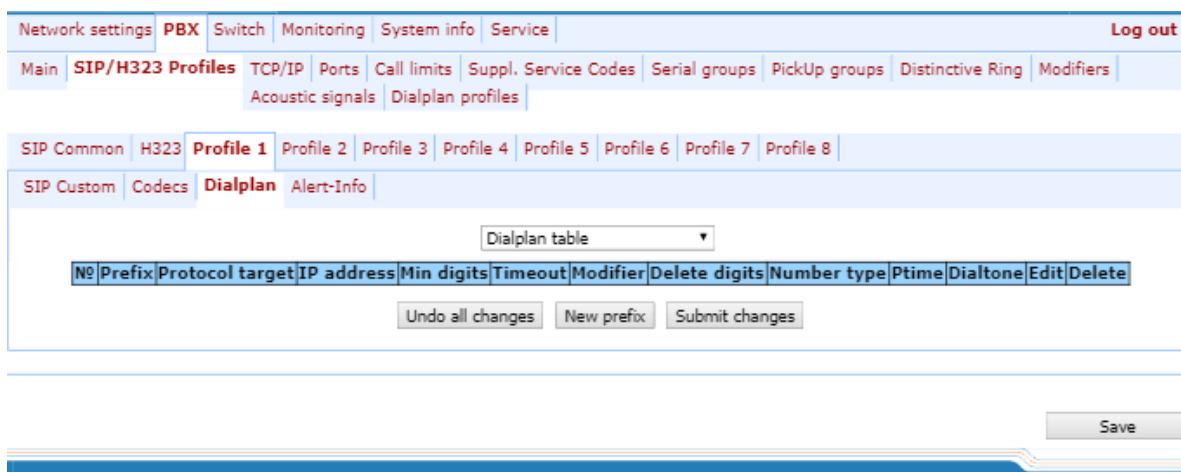 Network settings PBX Switch Monitoring System info Service Log out
Main SIP/H323 Profiles TCP/IP Ports Call limits Suppl. Service Codes Serial groups PickUp groups Distinctive Ring Modifiers
Acoustic signals Dialplan profiles
SIP Common H323 Profile 1 Profile 2 Profile 3 Profile 4 Profile 5 Profile 6 Profile 7 Profile 8
SIP Custom Codecs Dialplan Alert-Info
Dialplan table
№ Prefix Protocol target IP address Min digits Timeout Modifier Delete digits Number type Ptime Dialtone Edit Delete
Undo all changes New prefix Submit changes
Save